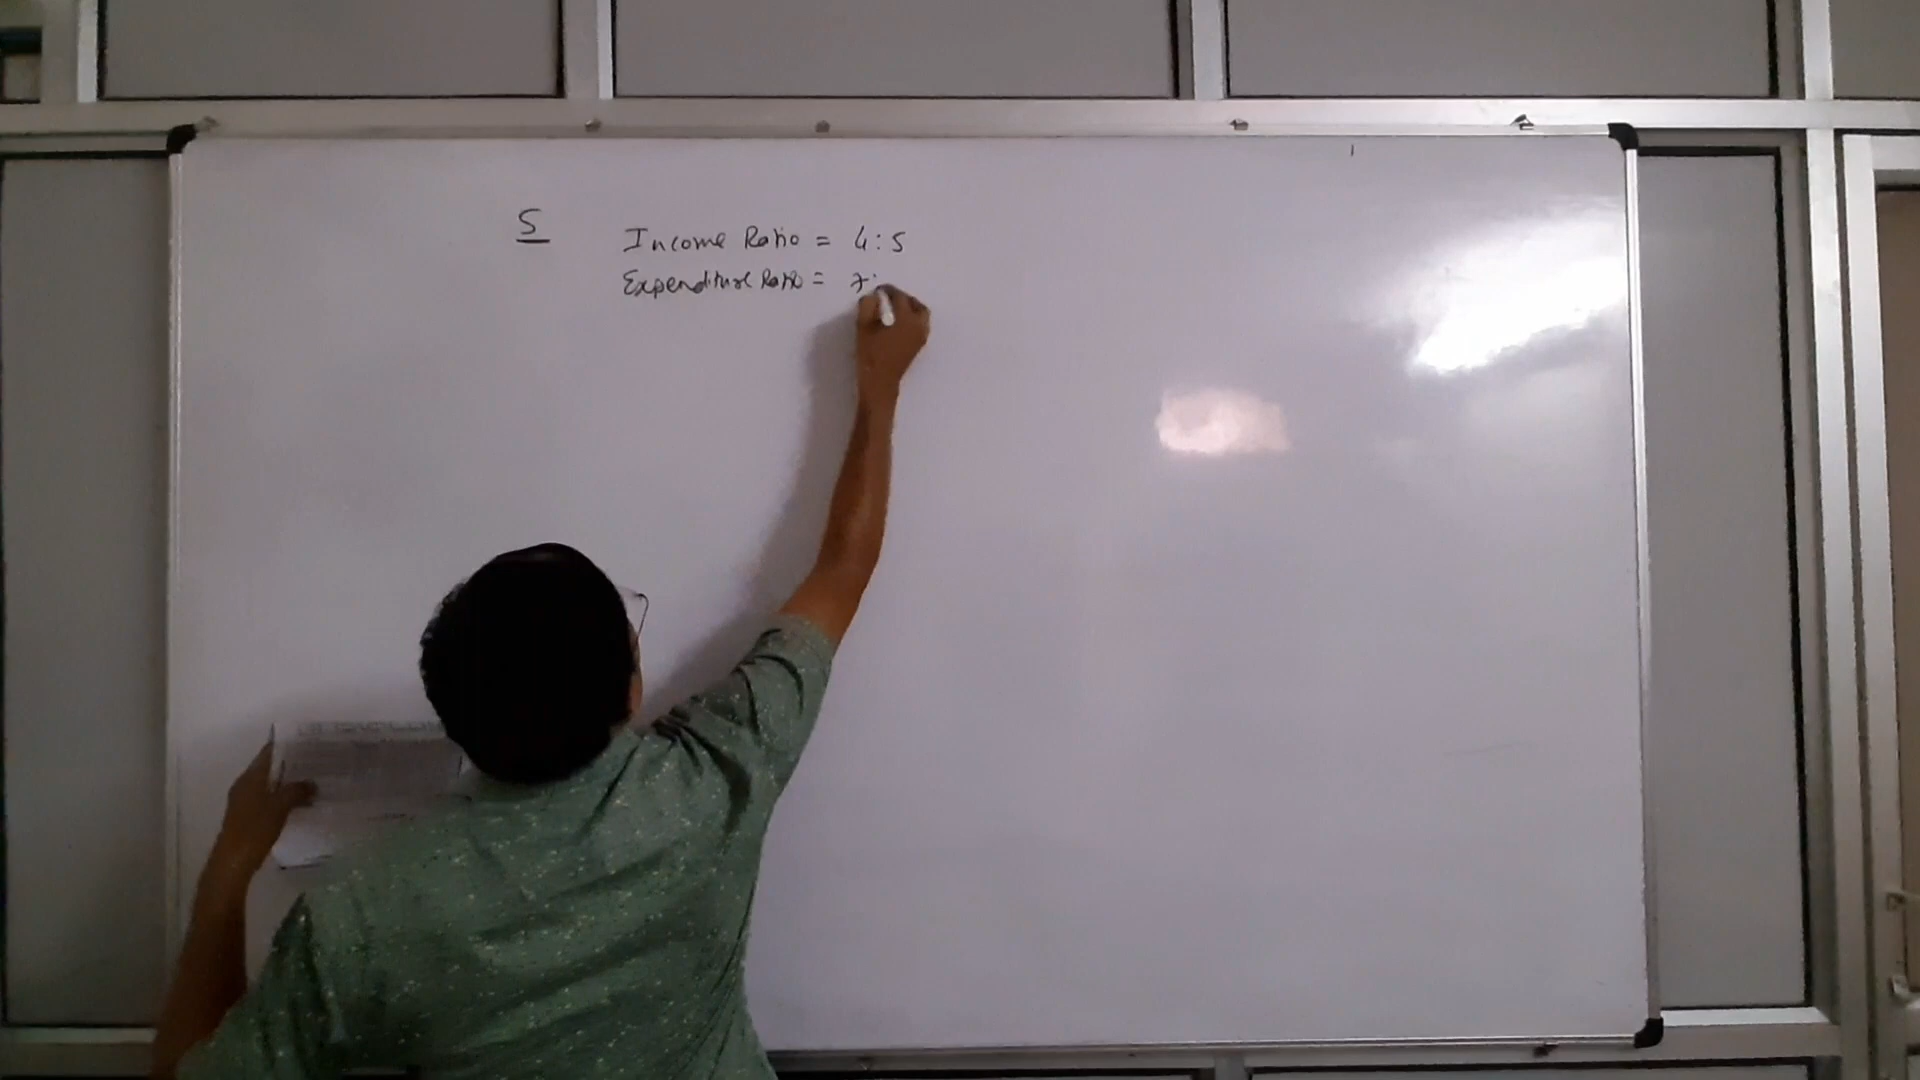 5
Income Ratio = 4:5
Expenditure Ratio = 7: